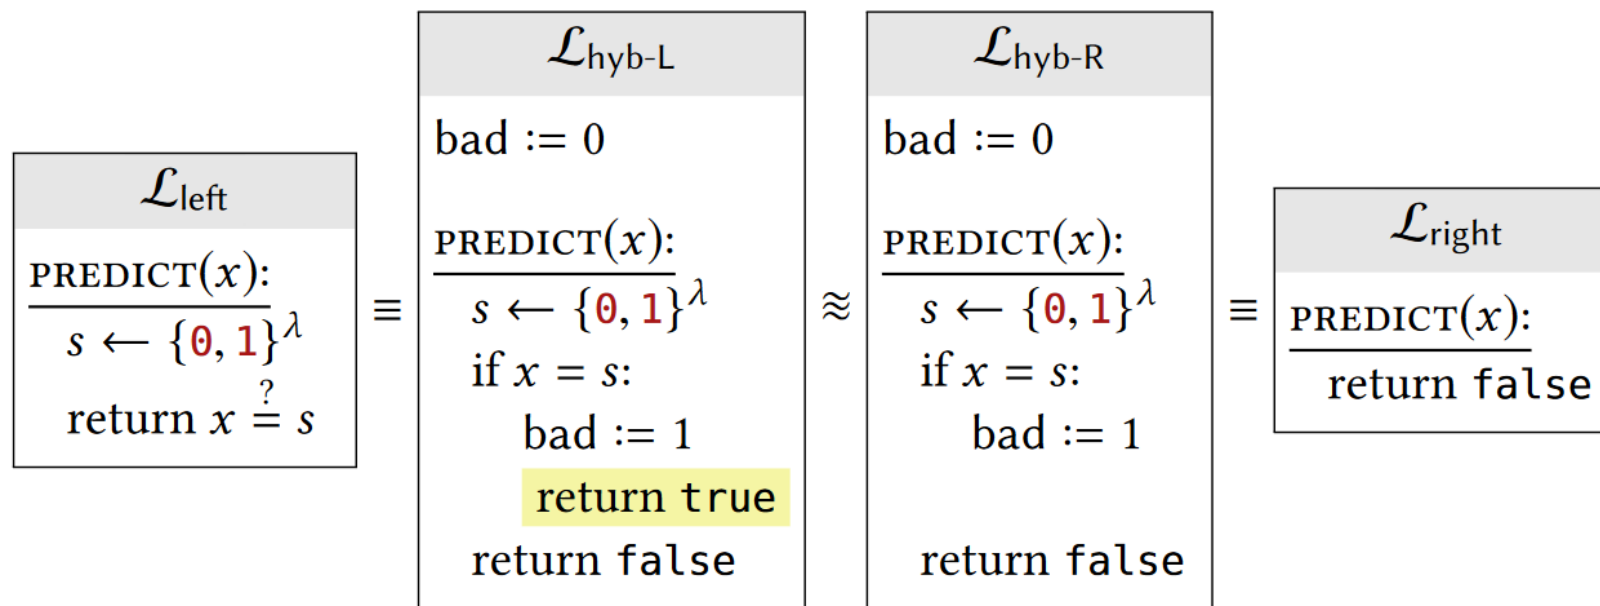 ℒleft
PREDICT(x):
s ← {0, 1}^λ
return x ≟ s
≡
ℒhyb-L
bad := 0
PREDICT(x):
s ← {0, 1}^λ
if x = s:
bad := 1
return true
return false
≋
ℒhyb-R
bad := 0
PREDICT(x):
s ← {0, 1}^λ
if x = s:
bad := 1
return false
≡
ℒright
PREDICT(x):
return false